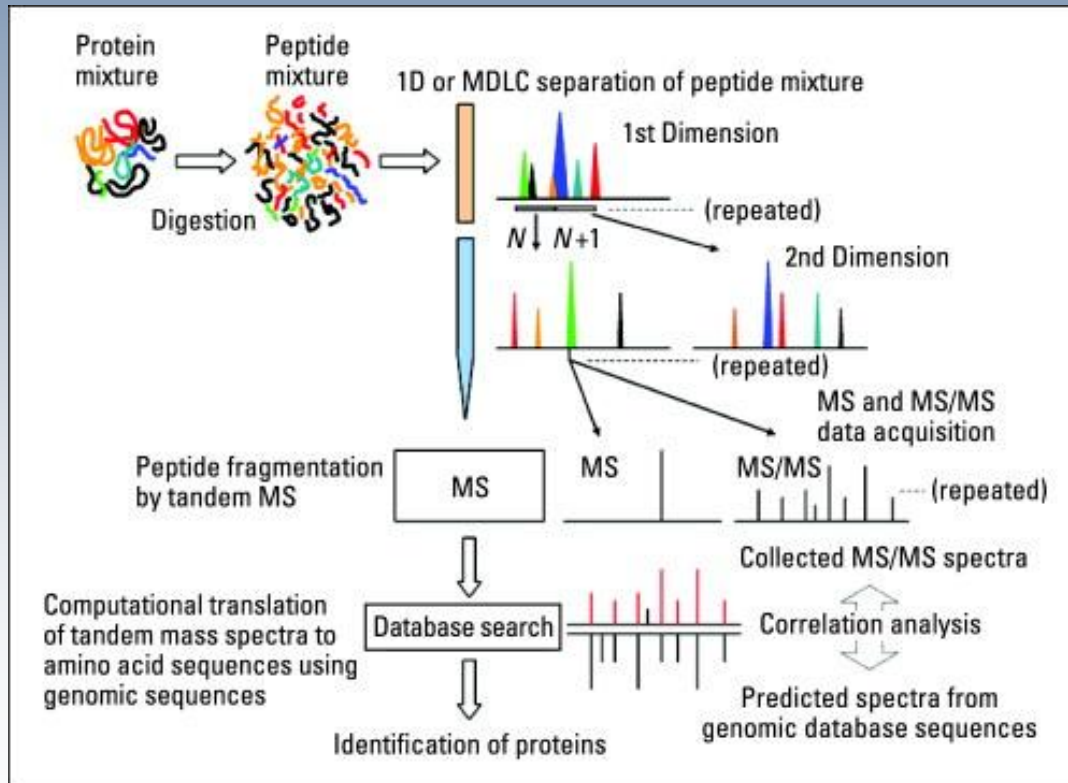 Protein
mixture
Peptide
mixture
1D or MDLC separation of peptide mixture
1st Dimension
Digestion
(repeated)
N N+1
2nd Dimension
(repeated)
MS and MS/MS
data acquisition
Peptide fragmentation
by tandem MS
MS
MS
MS/MS
(repeated)
Collected MS/MS spectra
Computational translation
of tandem mass spectra to
amino acid sequences using
genomic sequences
Database search
Correlation analysis
Predicted spectra from
genomic database sequences
Identification of proteins